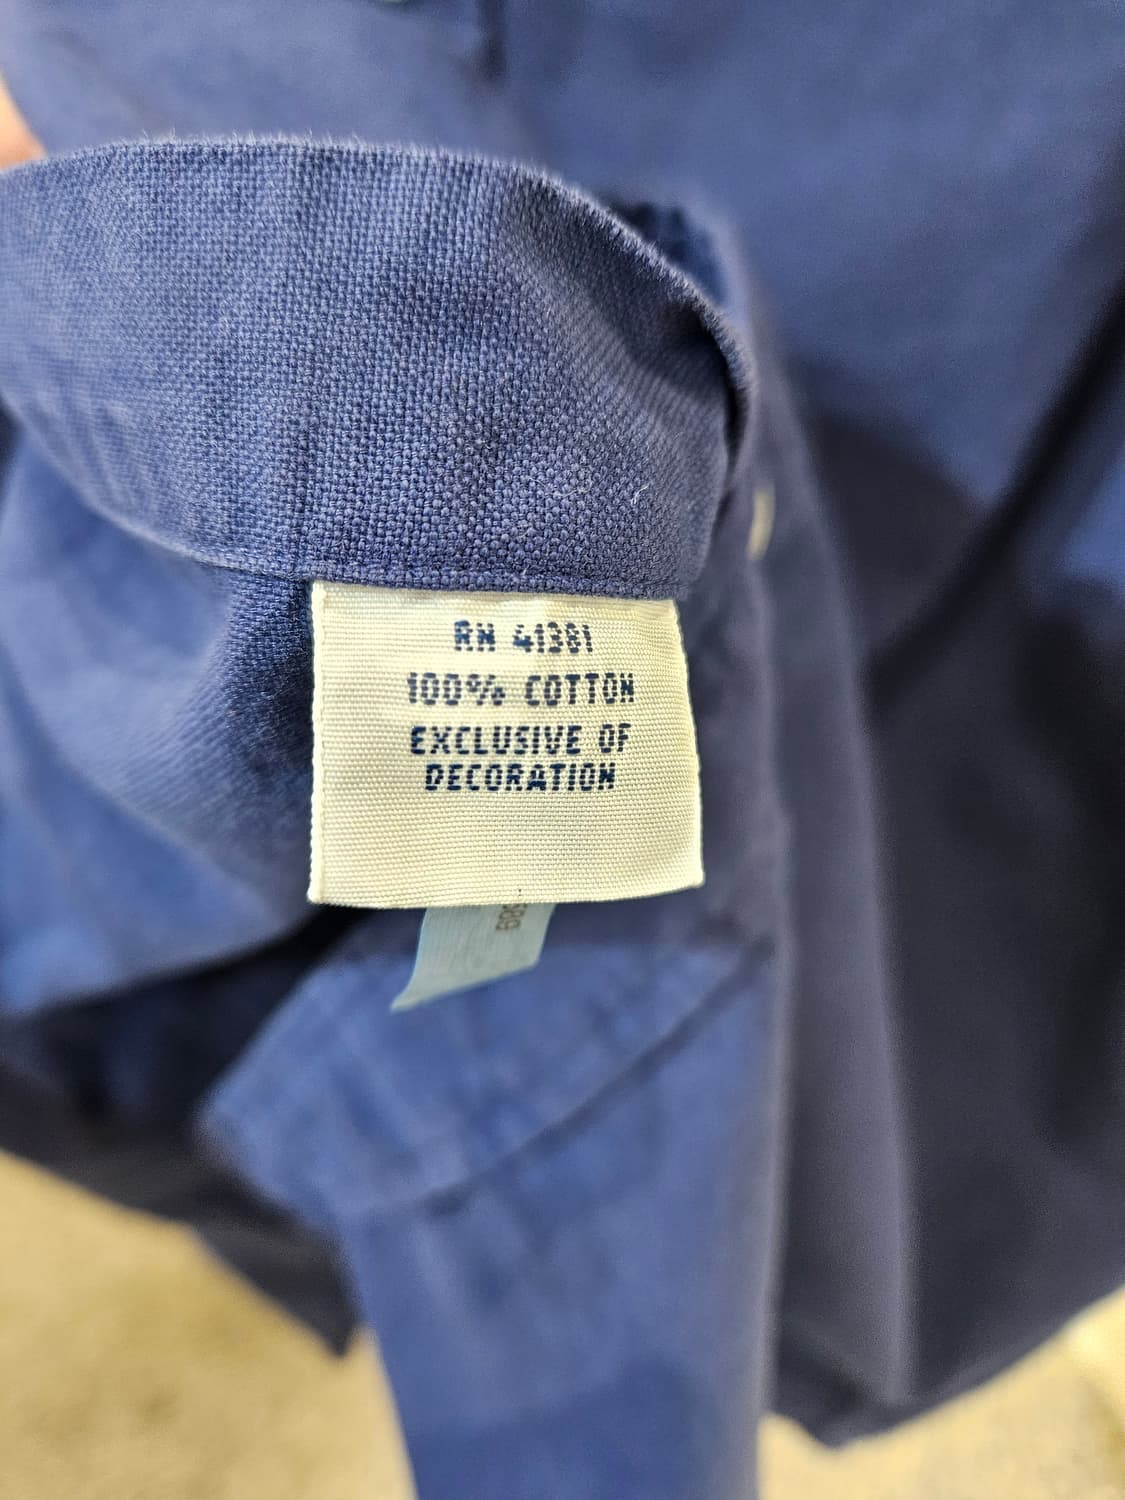 RN 41381
100% COTTON
EXCLUSIVE OF
DECORATION